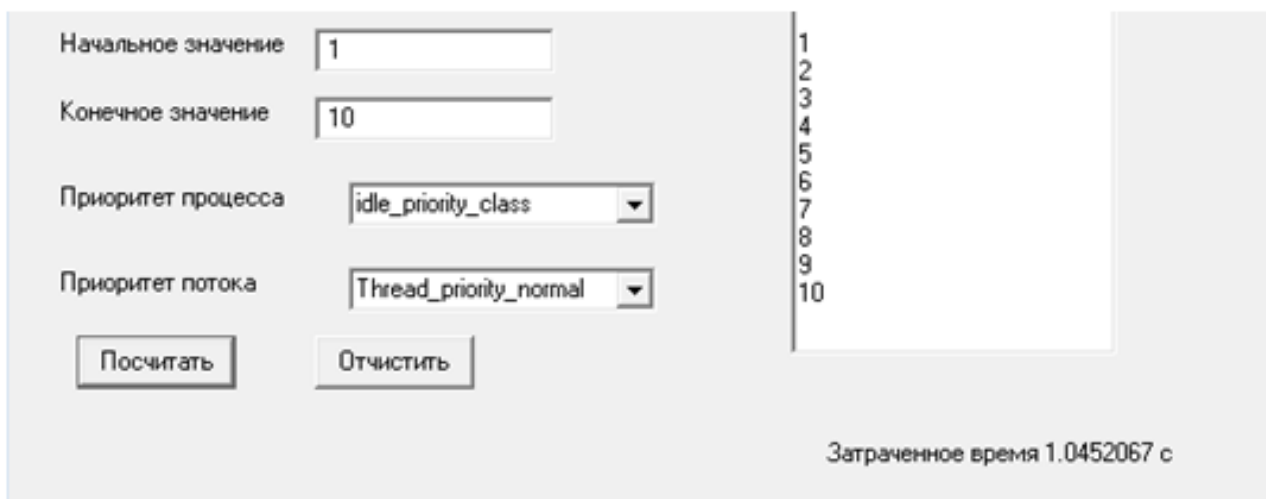 Начальное значение 1
Конечное значение 10
Приоритет процесса idle_priority_class
Приоритет потока Thread_priority_normal
Посчитать Отчистить
1
2
3
4
5
6
7
8
9
10
Затраченное время 1.0452067 с